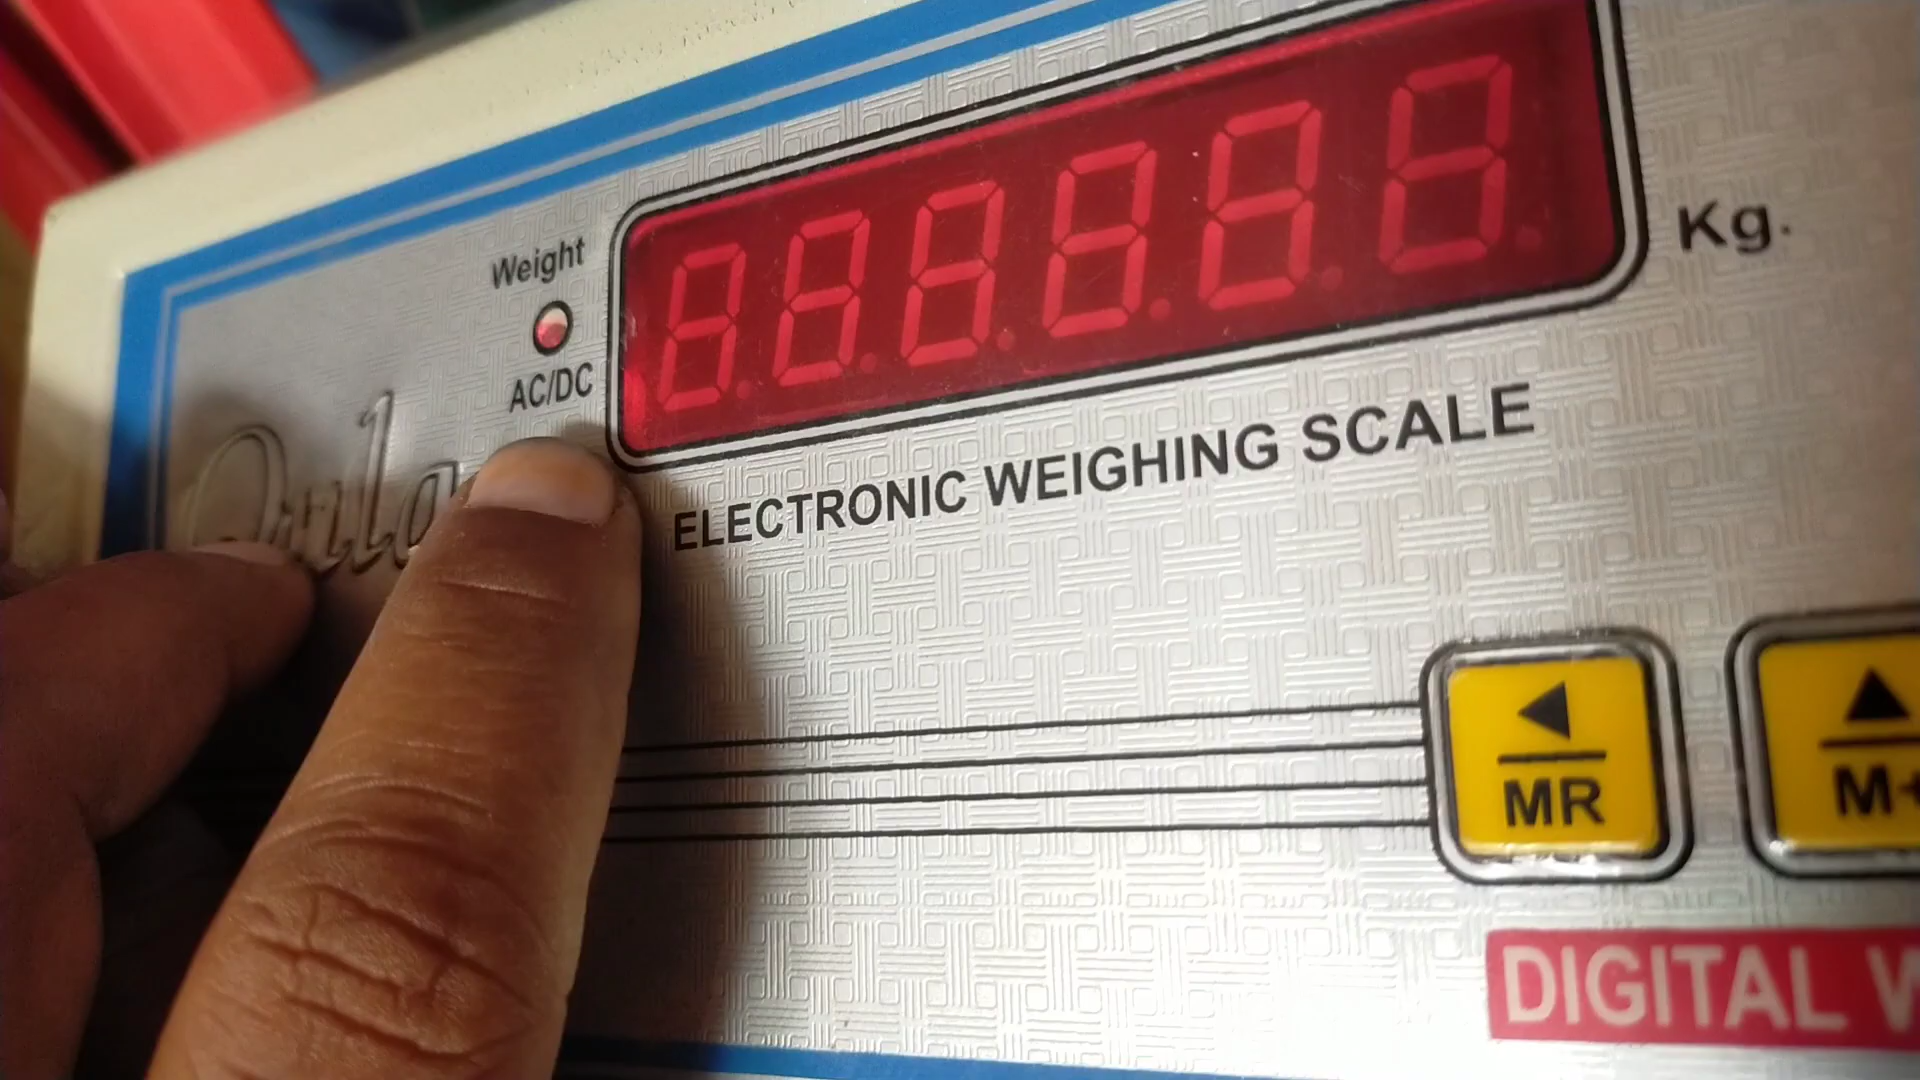 Weight
AC/DC
Kg.
ELECTRONIC WEIGHING SCALE
MR
DIGITAL